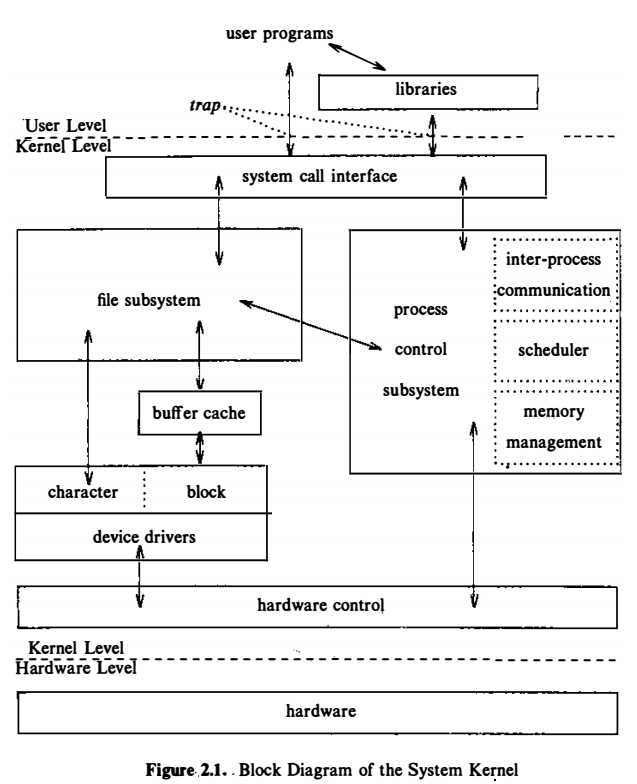 user programs
libraries
trap
User Level
Kernel Level
system call interface
file subsystem
process
control
subsystem
inter-process
communication
scheduler
memory
management
buffer cache
character
block
device drivers
hardware control
Kernel Level
Hardware Level
hardware
Figure 2.1. Block Diagram of the System Kernel